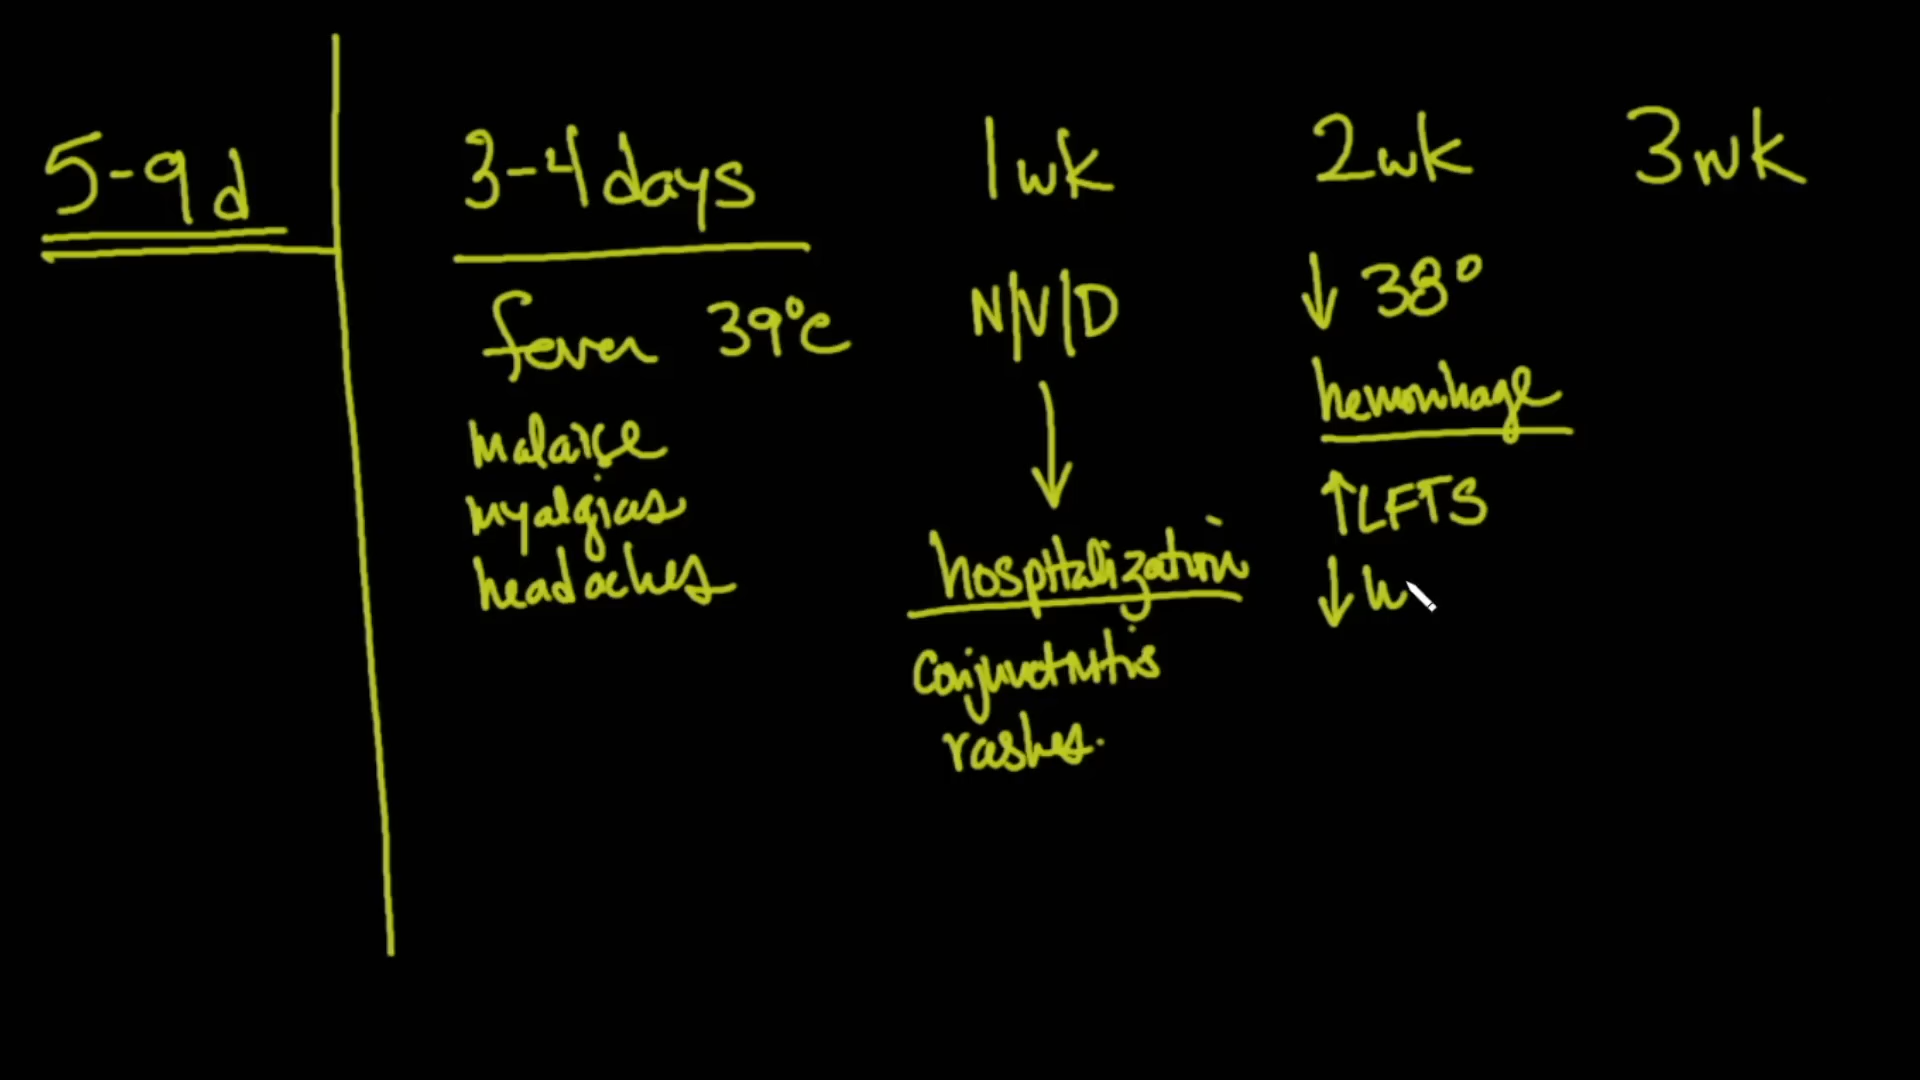 5-9d
3-4 days
fever 39°C
malaise
myalgias
headaches
1 wk
N/V/D
↓
hospitalization
conjunctivitis
rashes.
2 wk
↓ 38°
hemorrhage
↑ LFTS
↓
3 wk